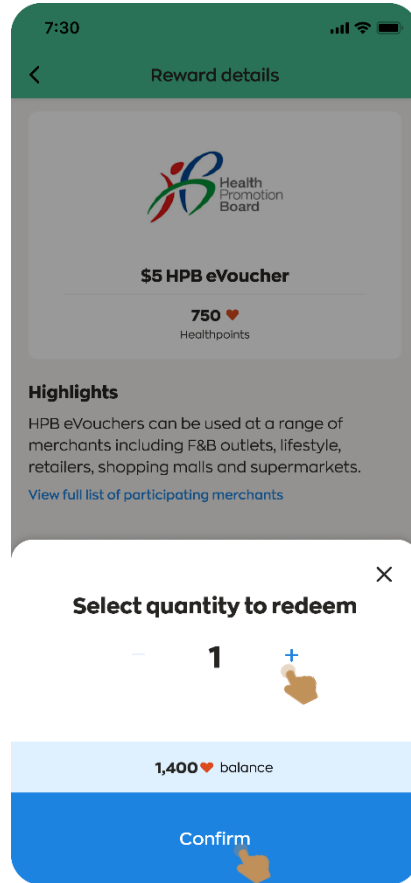 7:30
Reward details
Health
Promotion
Board
$5 HPB eVoucher
750
Healthpoints
Highlights
HPB eVouchers can be used at a range of
merchants including F&B outlets, lifestyle,
retailers, shopping malls and supermarkets.
View full list of participating merchants
Select quantity to redeem
− 1 +
1,400 balance
Confirm